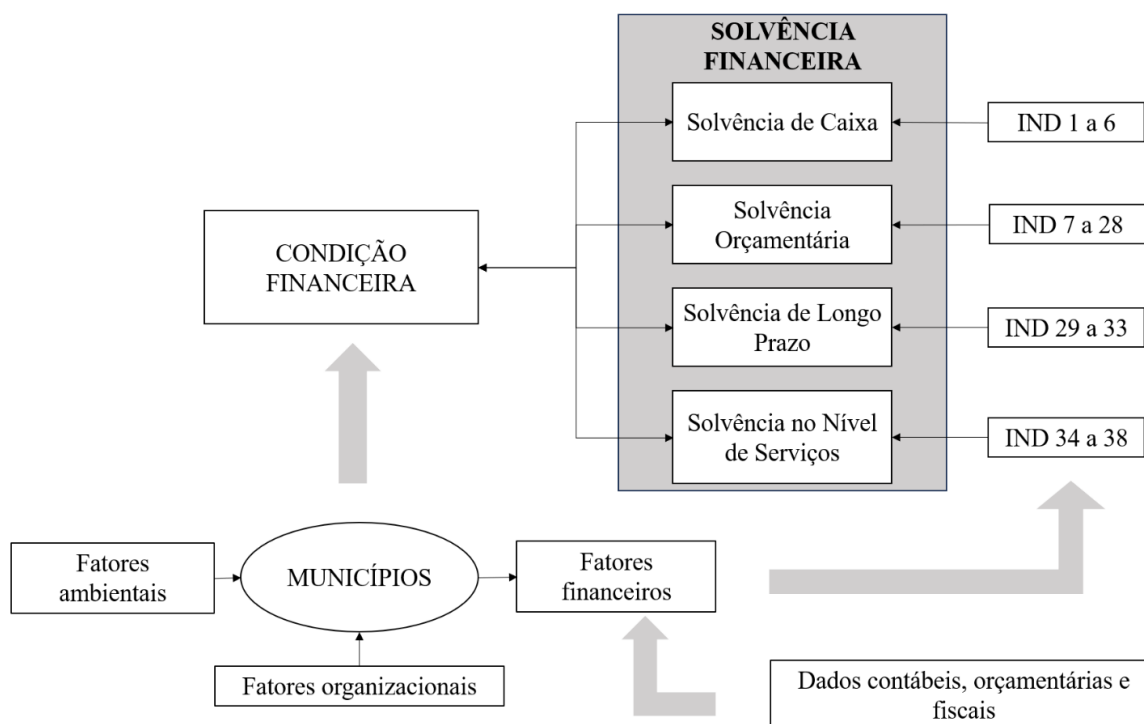 SOLVÊNCIA
FINANCEIRA
Solvência de Caixa
IND 1 a 6
Solvência
Orçamentária
IND 7 a 28
CONDIÇÃO
FINANCEIRA
Solvência de Longo
Prazo
IND 29 a 33
Solvência no Nível
de Serviços
IND 34 a 38
Fatores
ambientais
MUNICÍPIOS
Fatores
financeiros
Fatores organizacionais
Dados contábeis, orçamentárias e
fiscais